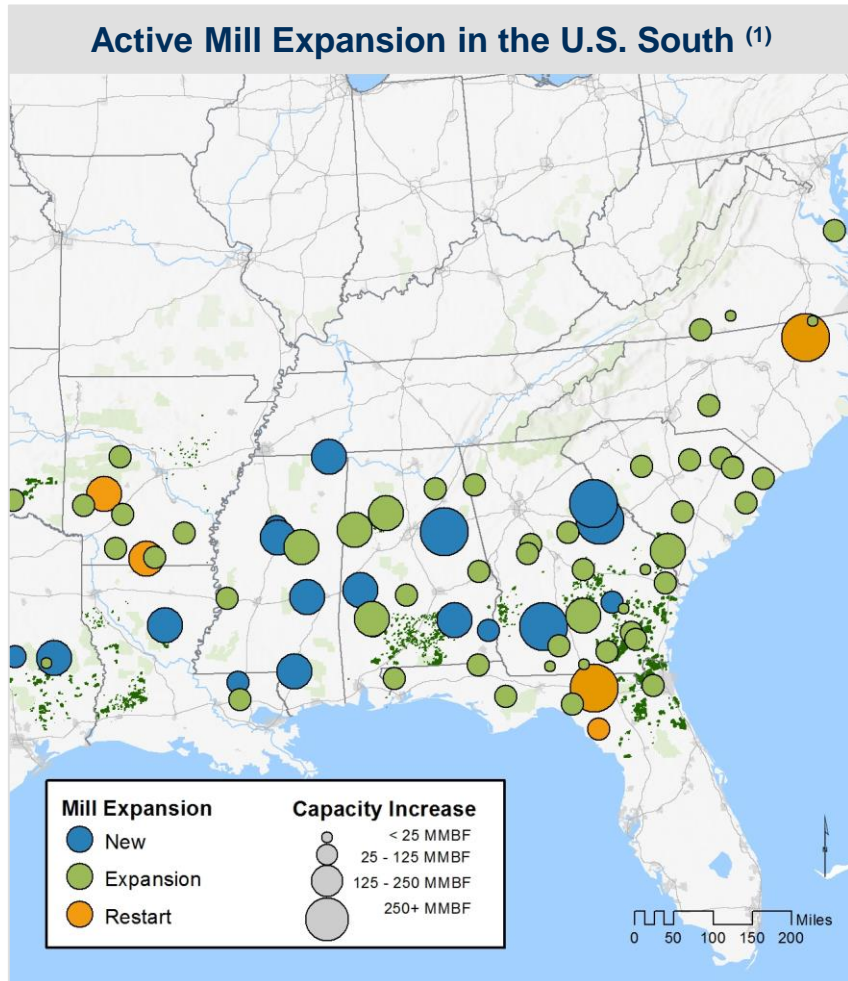 Active Mill Expansion in the U.S. South (1)
Mill Expansion
New
Expansion
Restart
Capacity Increase
< 25 MMBF
25 - 125 MMBF
125 - 250 MMBF
250+ MMBF
Miles
0 50 100 150 200